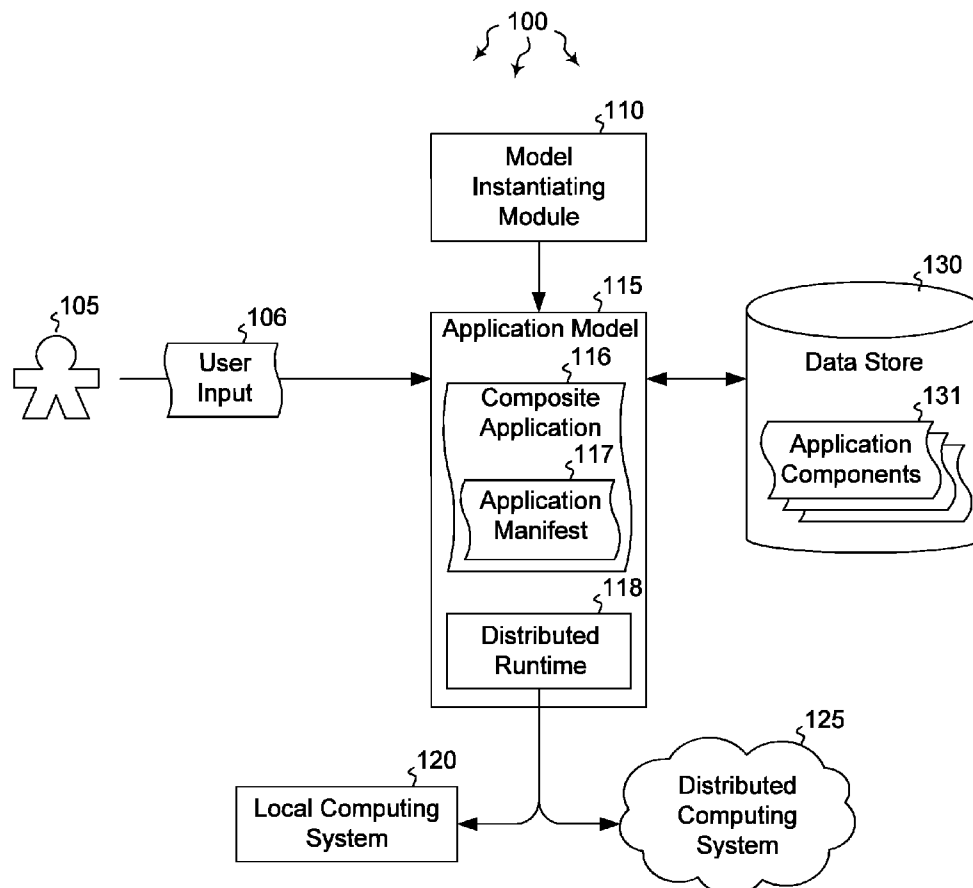 100
110
Model
Instantiating
Module
115
Application Model
105
106
User
Input
116
Composite
Application
117
Application
Manifest
118
Distributed
Runtime
130
Data Store
131
Application
Components
120
Local Computing
System
125
Distributed
Computing
System